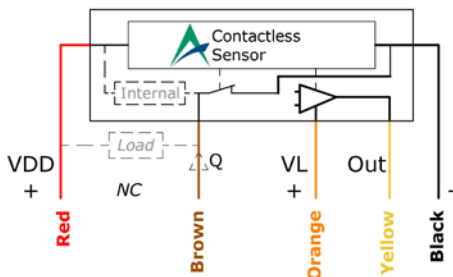 Contactless
Sensor
Internal
Load
VDD
+
NC
Q
VL
+
Out
-
Red
Brown
Orange
Yellow
Black